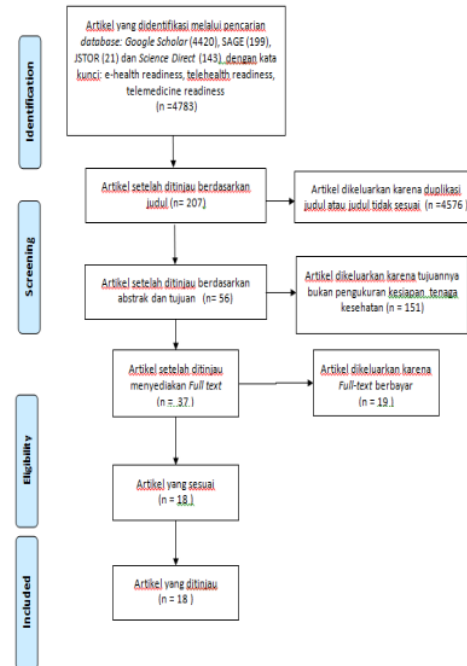 Identification
Artikel yang didentifikasi melalui pencarian
database: Google Scholar (4420), SAGE (199),
JSTOR (21) dan Science Direct (143) dengan kata
kunci: e-health readiness, telehealth readiness,
telemedicine readiness
(n =4783)
Screening
Artikel setelah ditinjau berdasarkan
judul (n= 207)
Artikel dikeluarkan karena duplikasi
judul atau judul tidak sesuai (n =4576 )
Artikel setelah ditinjau berdasarkan
abstrak dan tujuan (n= 56)
Artikel dikeluarkan karena tujuannya
bukan pengukuran kesiapan tenaga
kesehatan (n = 151)
Artikel setelah ditinjau
menyediakan Full text
(n = 37 )
Artikel dikeluarkan karena
Full-text berbayar
(n = 19 )
Eligibility
Artikel yang sesuai
(n = 18 )
Included
Artikel yang ditinjau
(n = 18 )